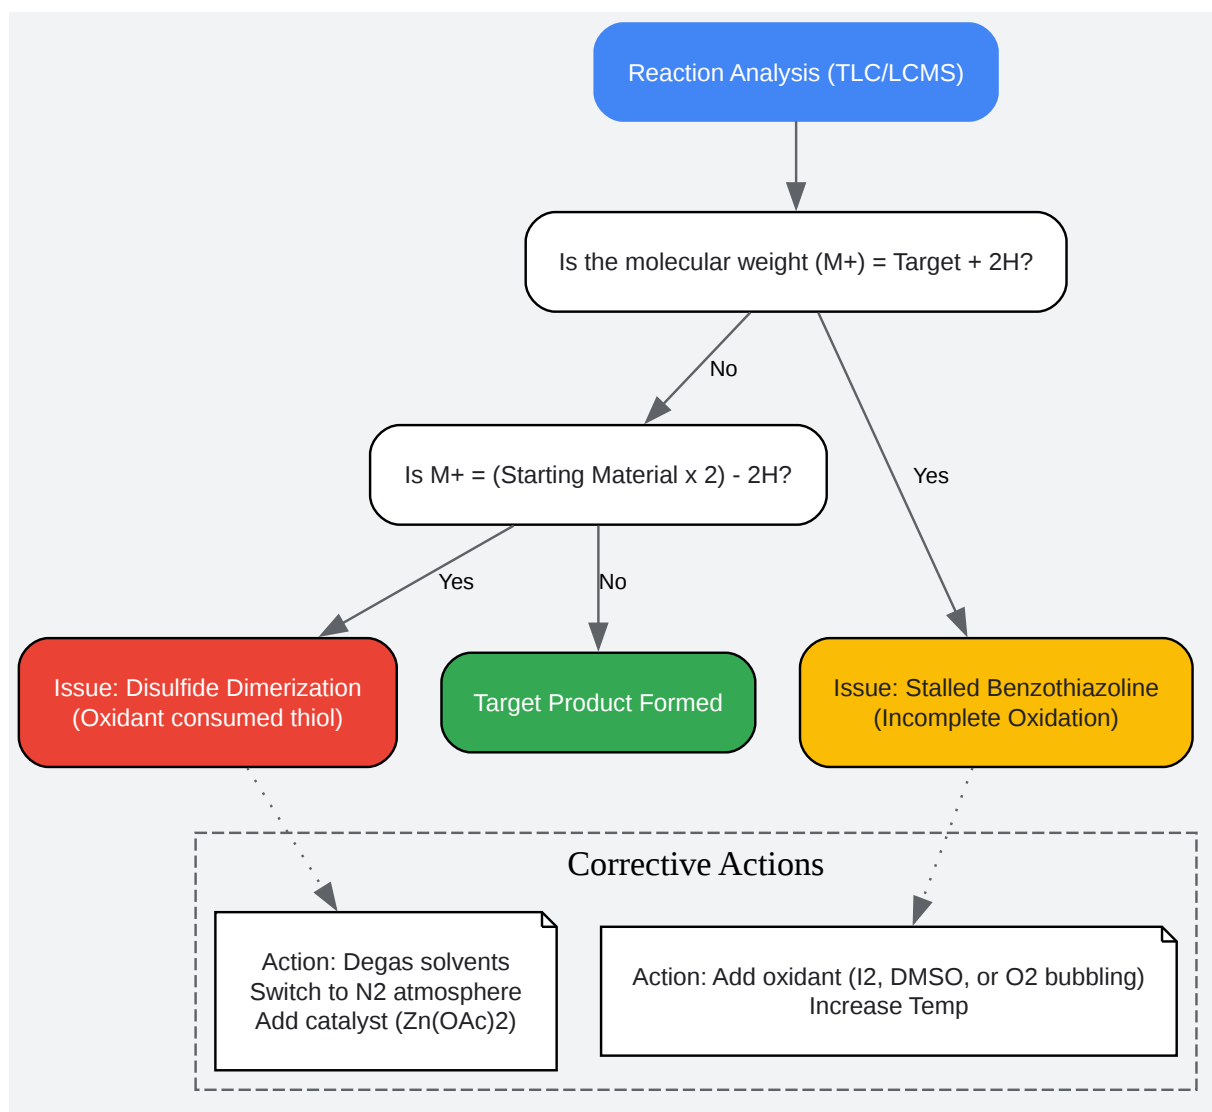 Reaction Analysis (TLC/LCMS)
Is the molecular weight (M+) = Target + 2H?
No
Yes
Is M+ = (Starting Material x 2) - 2H?
Yes
No
Issue: Disulfide Dimerization
(Oxidant consumed thiol)
Target Product Formed
Issue: Stalled Benzothiazoline
(Incomplete Oxidation)
Corrective Actions
Action: Degas solvents
Switch to N2 atmosphere
Add catalyst (Zn(OAc)2)
Action: Add oxidant (I2, DMSO, or O2 bubbling)
Increase Temp